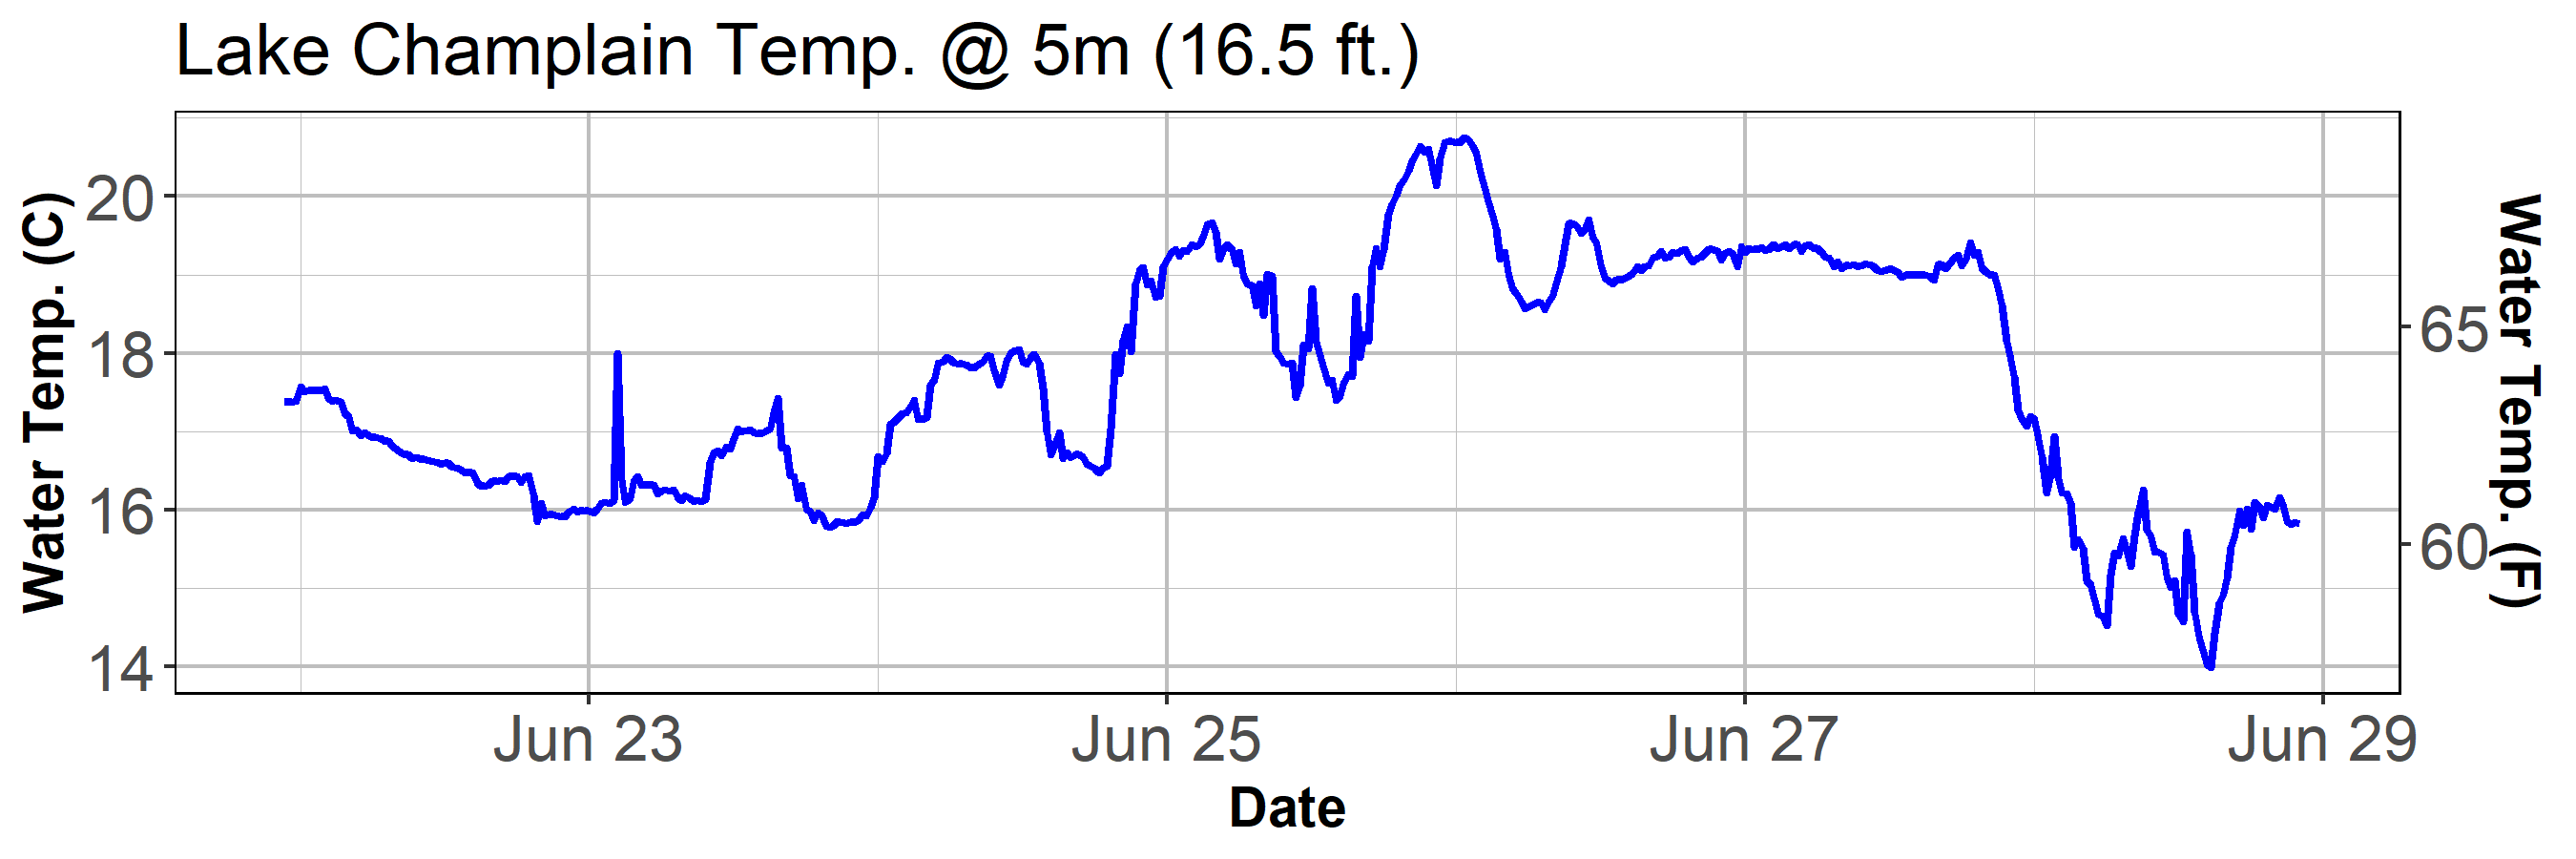 Lake Champlain Temp. @ 5m (16.5 ft.)
Water Temp. (C)
20
18
16
14
65
60
Water Temp. (F)
Jun 23
Jun 25
Jun 27
Jun 29
Date